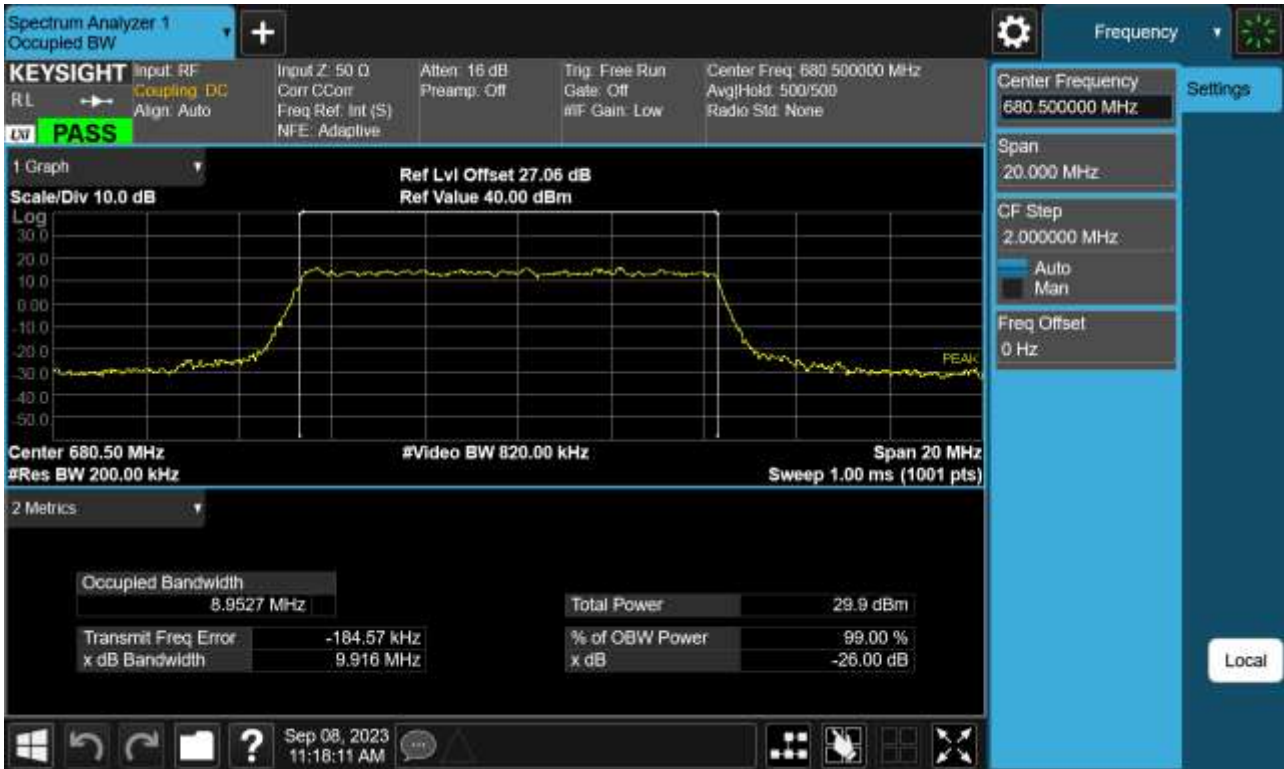 Spectrum Analyzer 1
Occupied BW
+
Frequency
KEYSIGHT
RL
LXI
PASS
Input: RF
Coupling: DC
Align: Auto
Input Z: 50 Ω
Corr CCorr
Freq Ref: Int (S)
NFE: Adaptive
Atten: 16 dB
Preamp: Off
Trig: Free Run
Gate: Off
#IF Gain: Low
Center Freq: 680.500000 MHz
Avg|Hold: 500/500
Radio Std: None
Center Frequency
680.500000 MHz
Settings
Span
20.000 MHz
CF Step
2.000000 MHz
Auto
Man
Freq Offset
0 Hz
1 Graph
Scale/Div 10.0 dB
Ref Lvl Offset 27.06 dB
Ref Value 40.00 dBm
Log
30.0
20.0
10.0
0.00
-10.0
-20.0
-30.0
-40.0
-50.0
PEAK
Center 680.50 MHz
#Video BW 820.00 kHz
Span 20 MHz
#Res BW 200.00 kHz
Sweep 1.00 ms (1001 pts)
2 Metrics
Occupied Bandwidth
8.9527 MHz
Total Power 29.9 dBm
Transmit Freq Error -184.57 kHz
% of OBW Power 99.00 %
x dB Bandwidth 9.916 MHz
x dB -26.00 dB
Local
?
Sep 08, 2023
11:18:11 AM